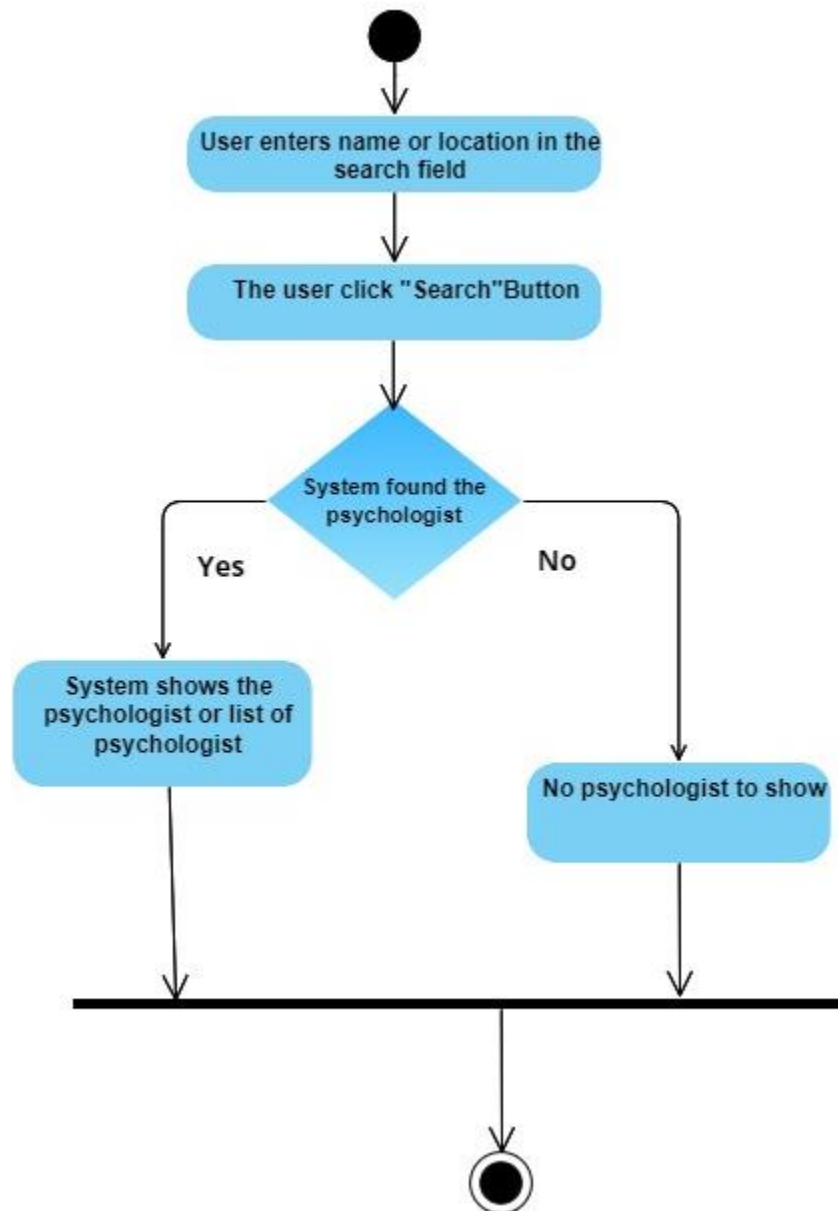 User enters name or location in the
search field
The user click "Search"Button
System found the
psychologist
Yes
No
System shows the
psychologist or list of
psychologist
No psychologist to show